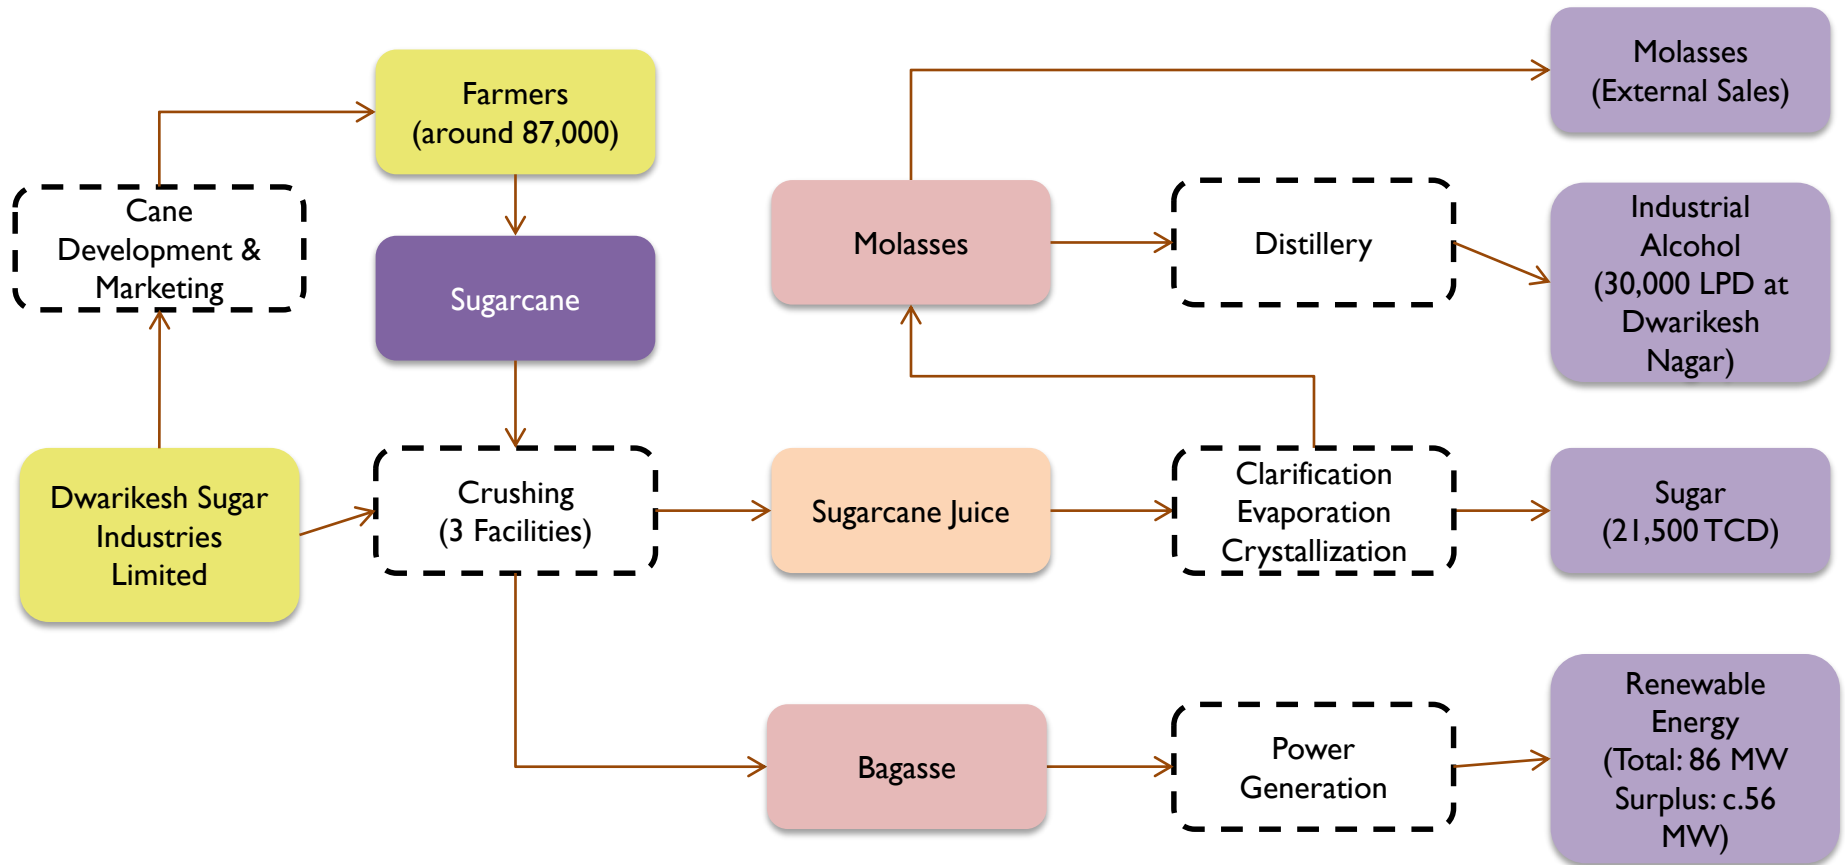 Farmers
(around 87,000)
Cane
Development &
Marketing
Sugarcane
Dwarikesh Sugar
Industries
Limited
Crushing
(3 Facilities)
Sugarcane Juice
Clarification
Evaporation
Crystallization
Sugar
(21,500 TCD)
Molasses
Distillery
Molasses
(External Sales)
Industrial
Alcohol
(30,000 LPD at
Dwarikesh
Nagar)
Bagasse
Power
Generation
Renewable
Energy
(Total: 86 MW
Surplus: c.56
MW)